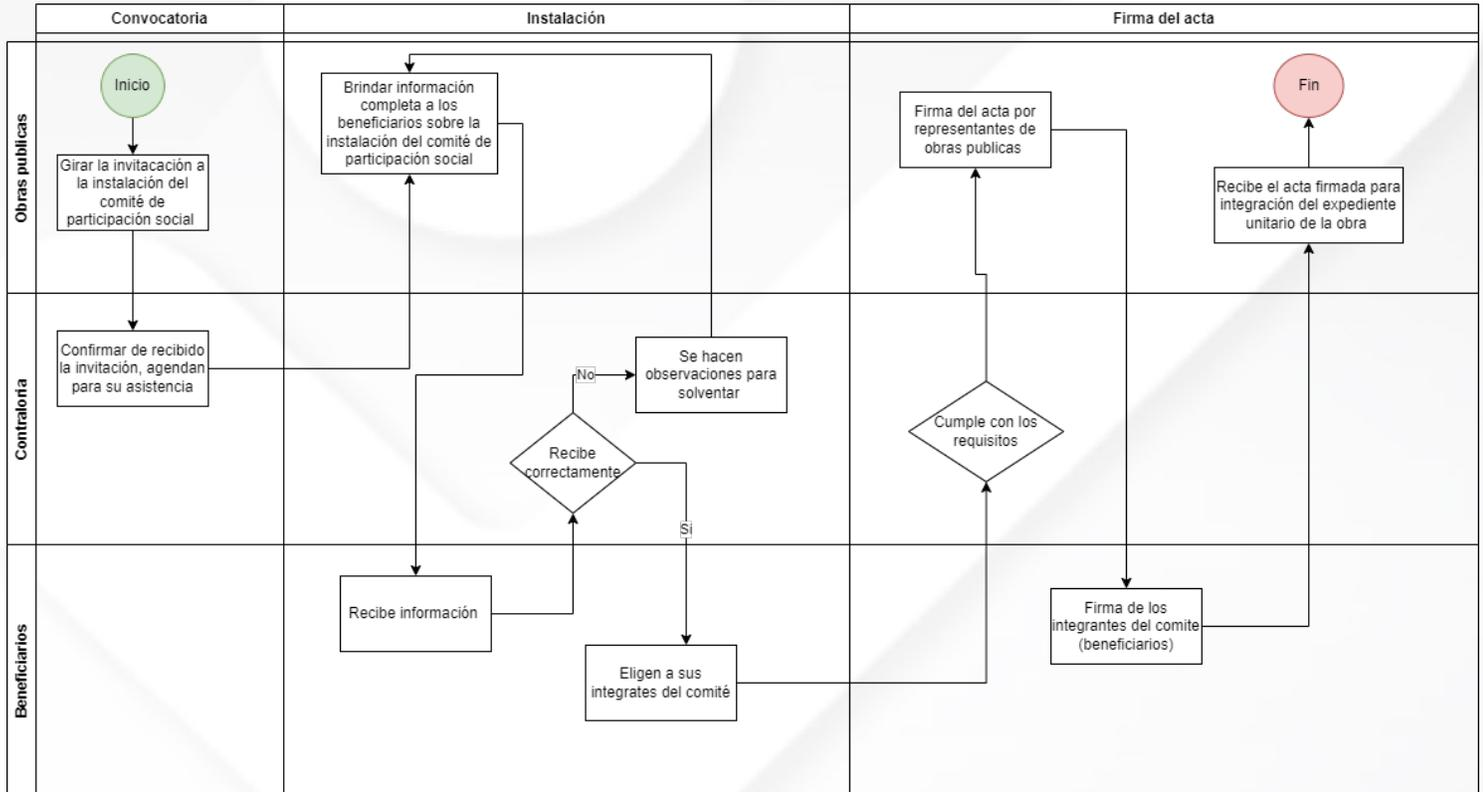 Convocatoria
Instalación
Firma del acta
Obras publicas
Inicio
Girar la invitacación a
la instalación del
comité de
participación social
Brindar información
completa a los
beneficiarios sobre la
instalación del comité de
participación social
Firma del acta por
representantes de
obras publicas
Fin
Recibe el acta firmada para
integración del expediente
unitario de la obra
Contraloria
Confirmar de recibido
la invitación, agendan
para su asistencia
No
Se hacen
observaciones para
solventar
Recibe
correctamente
Si
Cumple con los
requisitos
Beneficiarios
Recibe información
Eligen a sus
integrates del comité
Firma de los
integrantes del comite
(beneficiarios)